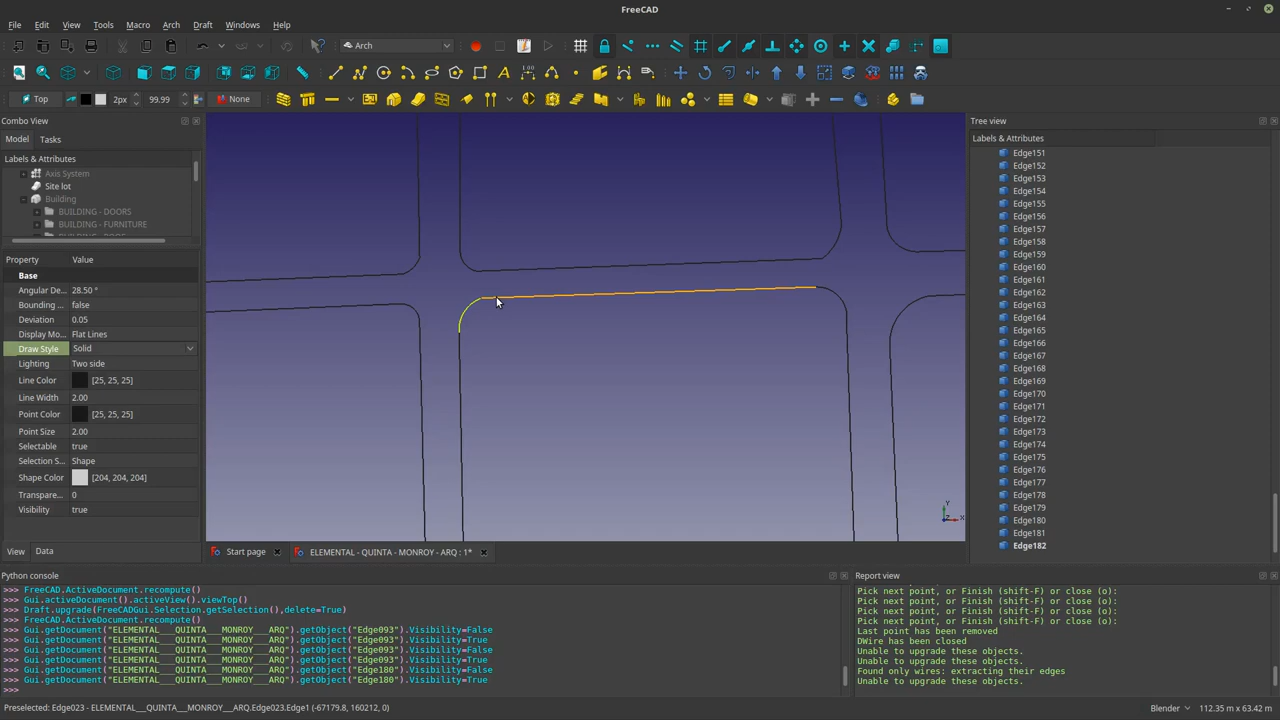 FreeCAD
File Edit View Tools Macro Arch Draft Windows Help
Arch
Top 2px 99.99 None
Combo View
Model Tasks
Labels & Attributes
Axis System
Site lot
Building
BUILDING - DOORS
BUILDING - FURNITURE
Property Value
Base
Angular De... 28.50 °
Bounding ... false
Deviation 0.05
Display Mo... Flat Lines
Draw Style Solid
Lighting Two side
Line Color [25, 25, 25]
Line Width 2.00
Point Color [25, 25, 25]
Point Size 2.00
Selectable true
Selection S... Shape
Shape Color [204, 204, 204]
Transpare... 0
Visibility true
View Data
Y
Z X
Start page ELEMENTAL - QUINTA - MONROY - ARQ : 1*
Tree view
Labels & Attributes
Edge151
Edge152
Edge153
Edge154
Edge155
Edge156
Edge157
Edge158
Edge159
Edge160
Edge161
Edge162
Edge163
Edge164
Edge165
Edge166
Edge167
Edge168
Edge169
Edge170
Edge171
Edge172
Edge173
Edge174
Edge175
Edge176
Edge177
Edge178
Edge179
Edge180
Edge181
Edge182
Python console
>>> FreeCAD.ActiveDocument.recompute()
>>> Gui.activeDocument().activeView().viewTop()
>>> Draft.upgrade(FreeCADGui.Selection.getSelection(),delete=True)
>>> FreeCAD.ActiveDocument.recompute()
>>> Gui.getDocument("ELEMENTAL___QUINTA___MONROY___ARQ").getObject("Edge093").Visibility=False
>>> Gui.getDocument("ELEMENTAL___QUINTA___MONROY___ARQ").getObject("Edge093").Visibility=True
>>> Gui.getDocument("ELEMENTAL___QUINTA___MONROY___ARQ").getObject("Edge093").Visibility=False
>>> Gui.getDocument("ELEMENTAL___QUINTA___MONROY___ARQ").getObject("Edge093").Visibility=True
>>> Gui.getDocument("ELEMENTAL___QUINTA___MONROY___ARQ").getObject("Edge180").Visibility=False
>>> Gui.getDocument("ELEMENTAL___QUINTA___MONROY___ARQ").getObject("Edge180").Visibility=True
>>>
Report view
Pick next point, or Finish (shift-F) or close (o):
Pick next point, or Finish (shift-F) or close (o):
Pick next point, or Finish (shift-F) or close (o):
Pick next point, or Finish (shift-F) or close (o):
Last point has been removed
DWire has been closed
Unable to upgrade these objects.
Unable to upgrade these objects.
Found only wires: extracting their edges
Unable to upgrade these objects.
Preselected: Edge023 - ELEMENTAL___QUINTA___MONROY___ARQ.Edge023.Edge1 (-67179.8, 160212, 0)
Blender 112.35 m x 63.42 m